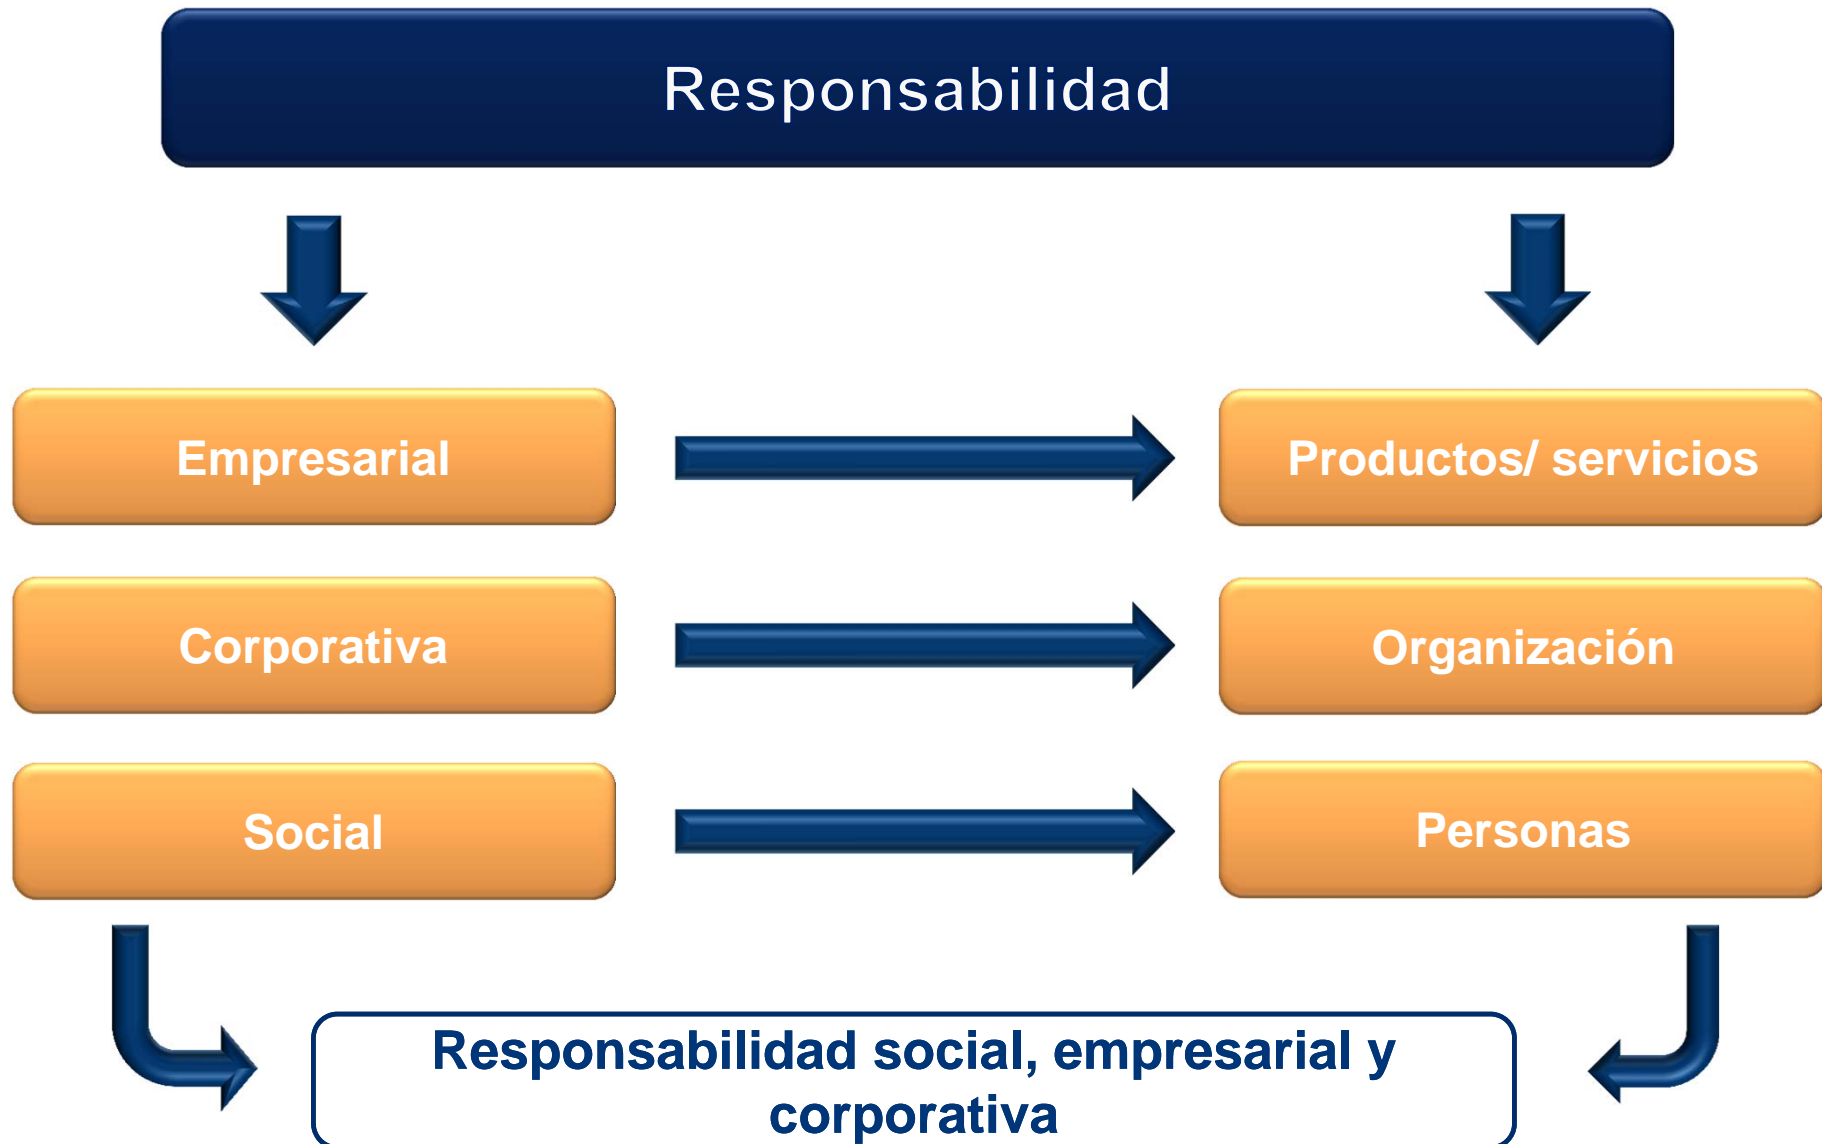 Responsabilidad
Empresarial
Productos/ servicios
Corporativa
Organización
Social
Personas
Responsabilidad social, empresarial y
corporativa